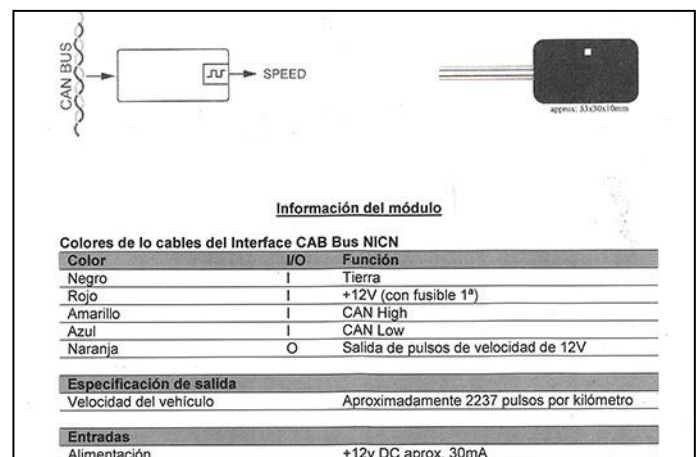 CAN BUS
SPEED
approx: 53x30x10mm
Información del módulo
Colores de lo cables del Interface CAB Bus NICN
Color I/O Función
Negro I Tierra
Rojo I +12V (con fusible 1ª)
Amarillo I CAN High
Azul I CAN Low
Naranja O Salida de pulsos de velocidad de 12V
Especificación de salida
Velocidad del vehículo Aproximadamente 2237 pulsos por kilómetro
Entradas
Alimentación +12v DC aprox. 30mA